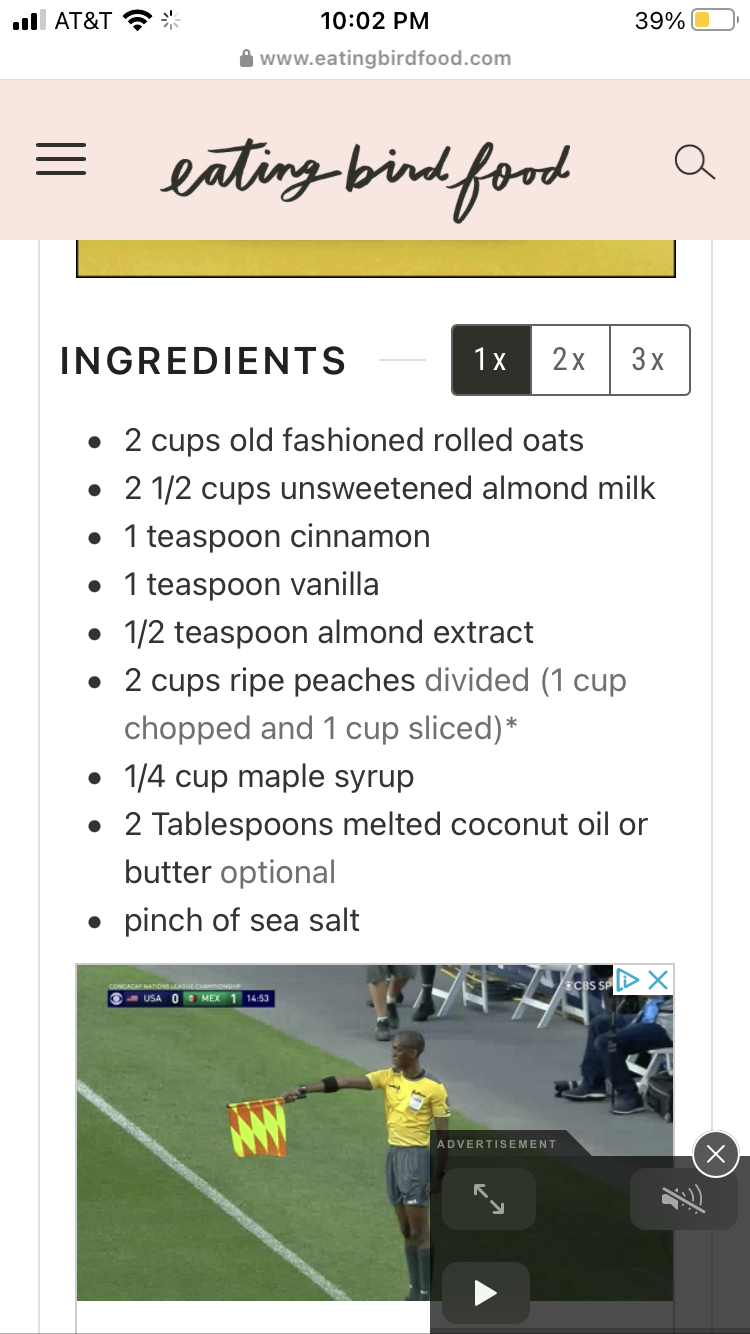 AT&T 10:02 PM 39%
www.eatingbirdfood.com
eating bird food
INGREDIENTS 1x 2x 3x
• 2 cups old fashioned rolled oats
• 2 1/2 cups unsweetened almond milk
• 1 teaspoon cinnamon
• 1 teaspoon vanilla
• 1/2 teaspoon almond extract
• 2 cups ripe peaches divided (1 cup
chopped and 1 cup sliced)*
• 1/4 cup maple syrup
• 2 Tablespoons melted coconut oil or
butter optional
• pinch of sea salt
CONCACAF NATIONS LEAGUE CHAMPIONSHIP
USA 0 MEX 1 14:53
CBS SP
ADVERTISEMENT